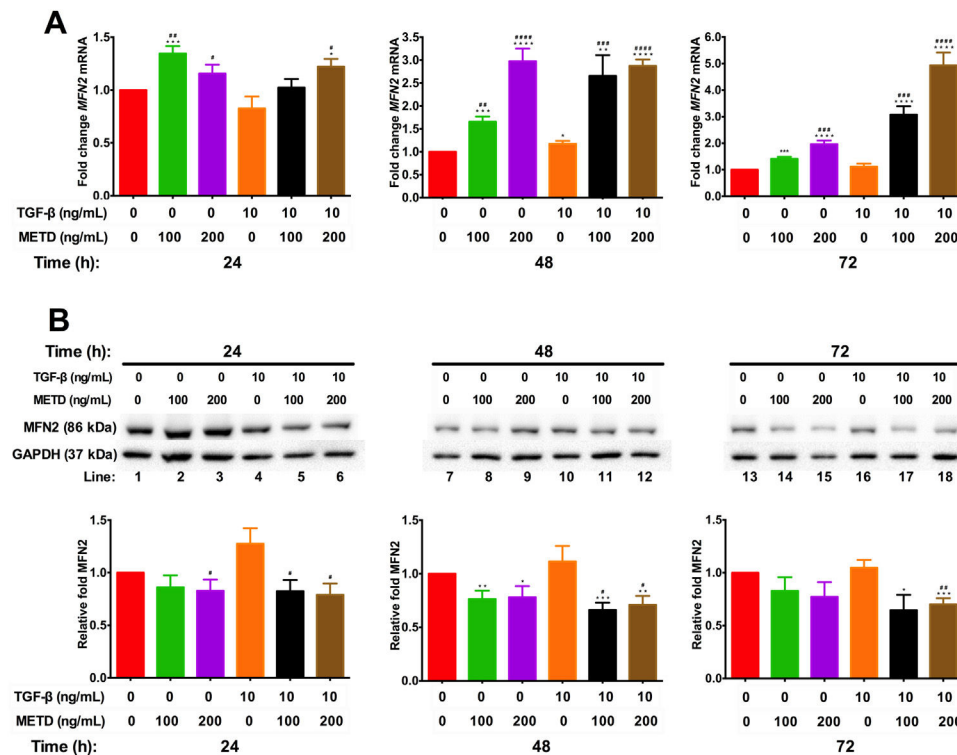 A
Fold change MFN2 mRNA
1.5
1.0
0.5
0.0
## ***
#
# *
Fold change MFN2 mRNA
4.0
3.0
2.0
1.0
0.0
## ***
#### ****
*
### **
#### ****
Fold change MFN2 mRNA
6.0
5.0
4.0
3.0
2.0
1.0
0.0
***
### ****
### ****
#### ****
TGF-β (ng/mL) 0 0 0 10 10 10 0 0 0 10 10 10 0 0 0 10 10 10
METD (ng/mL) 0 100 200 0 100 200 0 100 200 0 100 200 0 100 200 0 100 200
Time (h): 24 48 72
B
Time (h): 24 48 72
TGF-β (ng/mL) 0 0 0 10 10 10 0 0 0 10 10 10 0 0 0 10 10 10
METD (ng/mL) 0 100 200 0 100 200 0 100 200 0 100 200 0 100 200 0 100 200
MFN2 (86 kDa)
GAPDH (37 kDa)
Line: 1 2 3 4 5 6 7 8 9 10 11 12 13 14 15 16 17 18
Relative fold MFN2
1.5
1.0
0.5
0.0
#
#
#
Relative fold MFN2
1.5
1.0
0.5
0.0
**
*
# ***
# **
Relative fold MFN2
1.5
1.0
0.5
0.0
*
## ***
TGF-β (ng/mL) 0 0 0 10 10 10 0 0 0 10 10 10 0 0 0 10 10 10
METD (ng/mL) 0 100 200 0 100 200 0 100 200 0 100 200 0 100 200 0 100 200
Time (h): 24 48 72